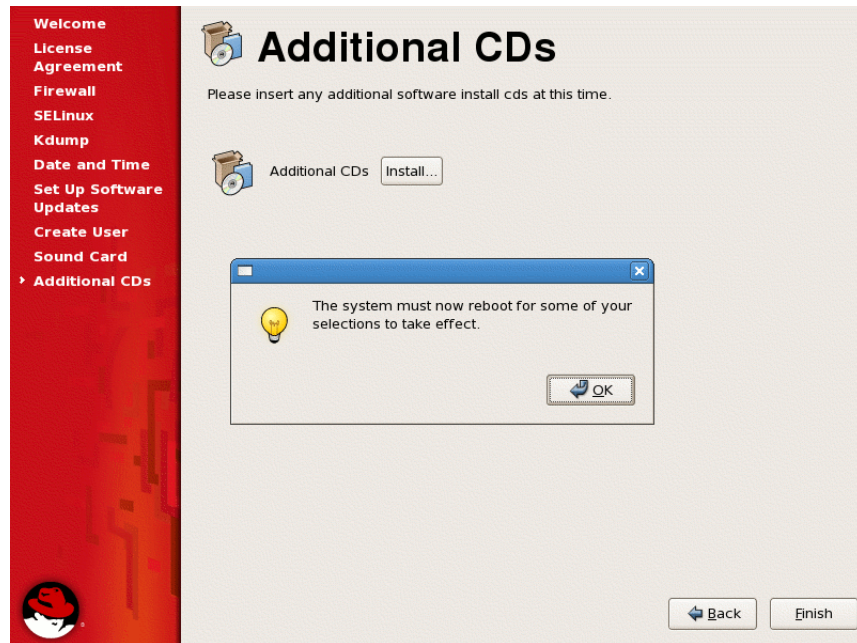 Welcome
License
Agreement
Firewall
SELinux
Kdump
Date and Time
Set Up Software
Updates
Create User
Sound Card
Additional CDs
Additional CDs
Please insert any additional software install cds at this time.
Additional CDs
Install...
The system must now reboot for some of your
selections to take effect.
OK
Back
Finish